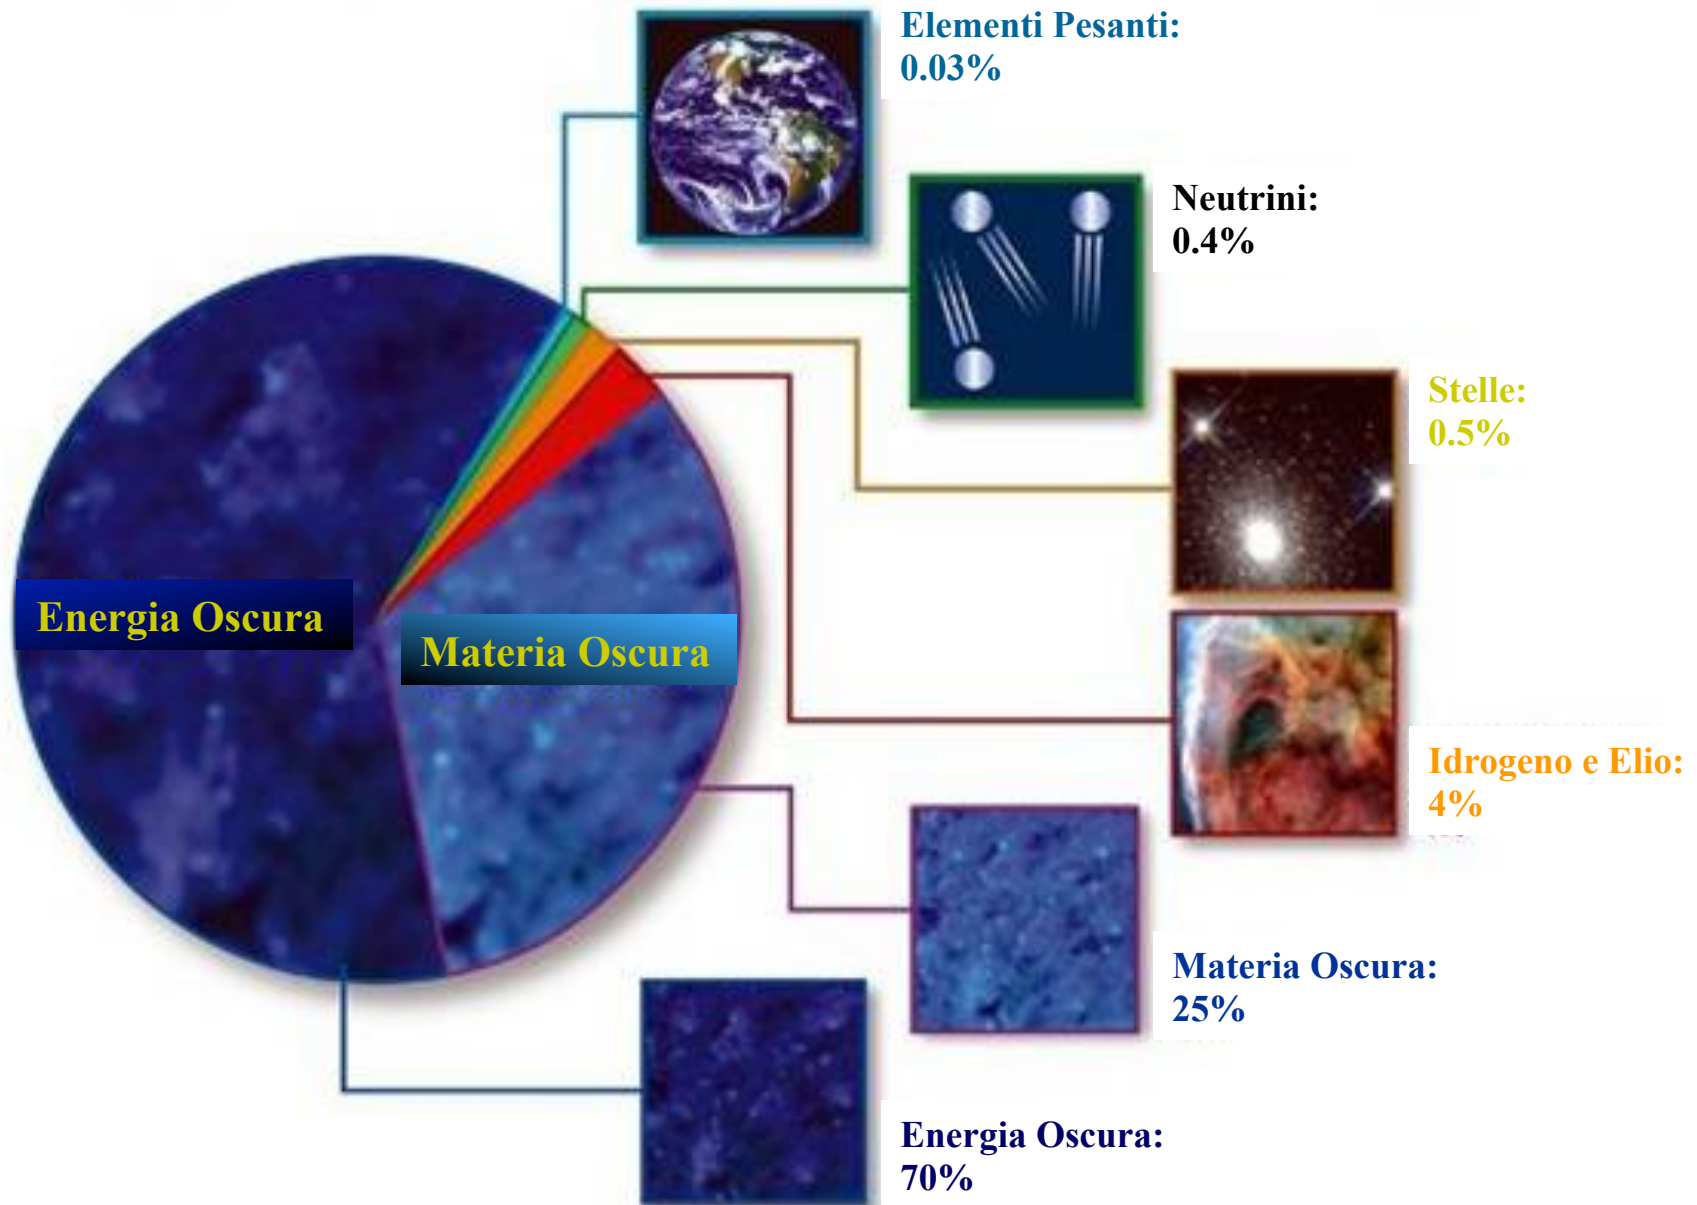 Elementi Pesanti:
0.03%
Neutrini:
0.4%
Stelle:
0.5%
Energia Oscura
Materia Oscura
Idrogeno e Elio:
4%
Materia Oscura:
25%
Energia Oscura:
70%